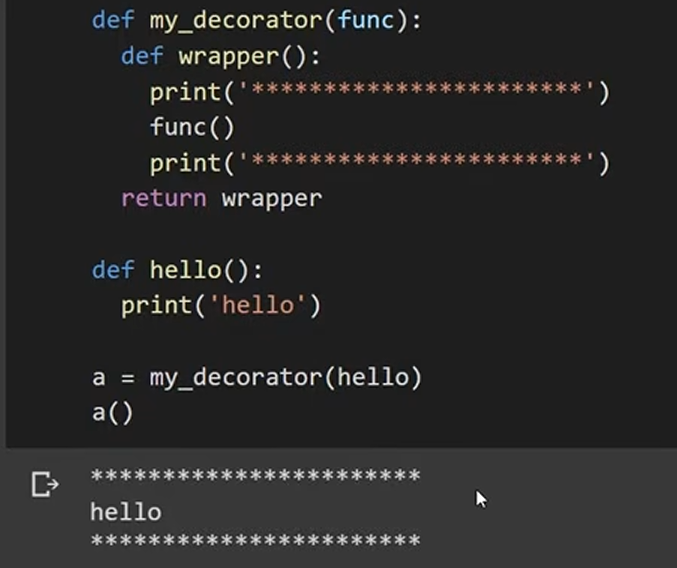 def my_decorator(func):
  def wrapper():
    print('***********************')
    func()
    print('***********************')
  return wrapper

def hello():
  print('hello')

a = my_decorator(hello)
a()
***********************
hello
***********************